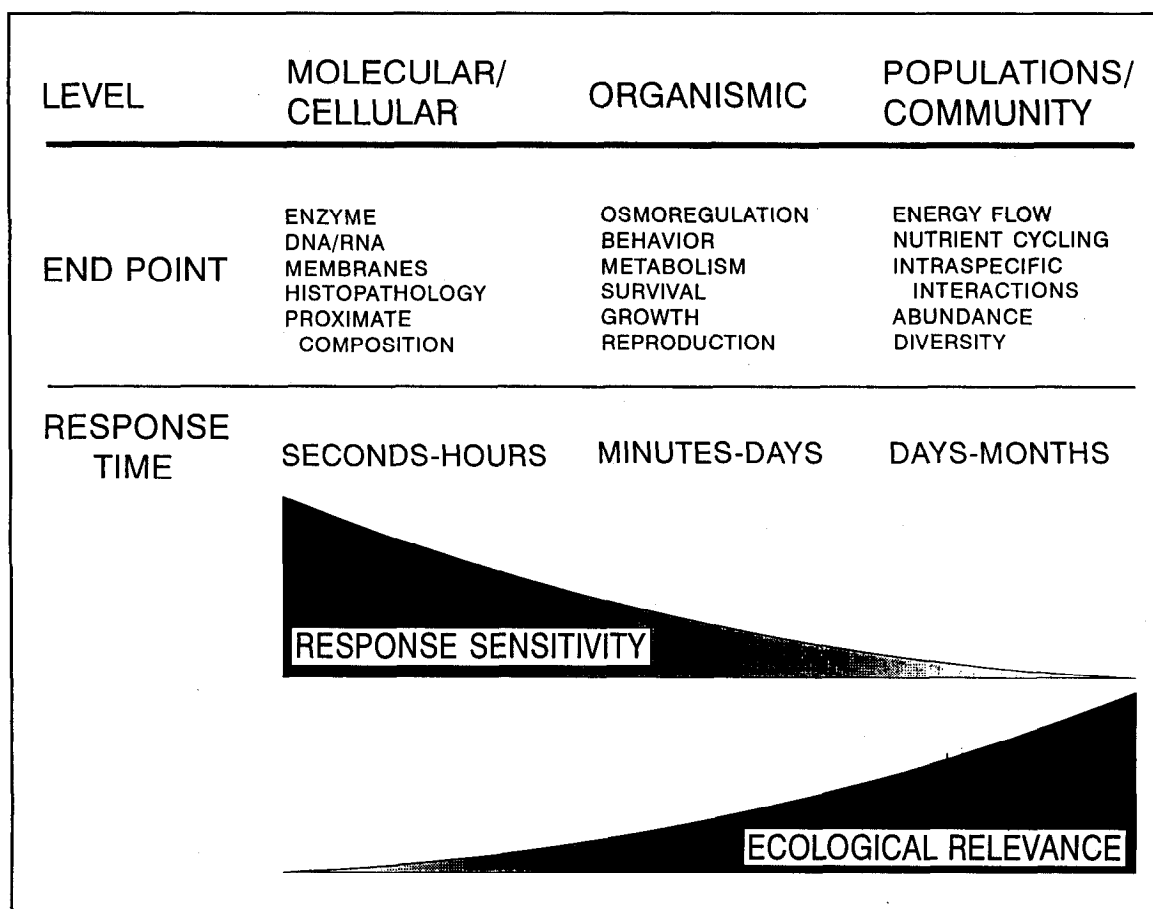 LEVEL
MOLECULAR/
CELLULAR
ORGANISMIC
POPULATIONS/
COMMUNITY
END POINT
ENZYME
DNA/RNA
MEMBRANES
HISTOPATHOLOGY
PROXIMATE
COMPOSITION
OSMOREGULATION
BEHAVIOR
METABOLISM
SURVIVAL
GROWTH
REPRODUCTION
ENERGY FLOW
NUTRIENT CYCLING
INTRASPECIFIC
INTERACTIONS
ABUNDANCE
DIVERSITY
RESPONSE
TIME
SECONDS-HOURS
MINUTES-DAYS
DAYS-MONTHS
RESPONSE SENSITIVITY
ECOLOGICAL RELEVANCE